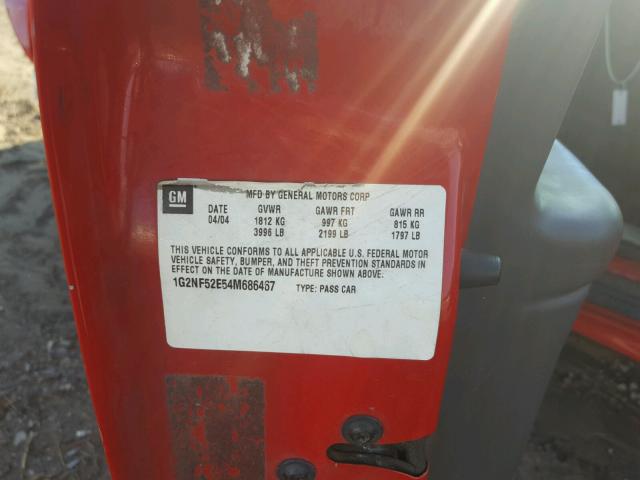 GM MFD BY GENERAL MOTORS CORP
DATE GVWR GAWR FRT GAWR RR
04/04 1812 KG 997 KG 815 KG
3996 LB 2199 LB 1797 LB
THIS VEHICLE CONFORMS TO ALL APPLICABLE U.S. FEDERAL MOTOR
VEHICLE SAFETY, BUMPER, AND THEFT PREVENTION STANDARDS IN
EFFECT ON THE DATE OF MANUFACTURE SHOWN ABOVE.
1G2NF52E54M686467 TYPE: PASS CAR